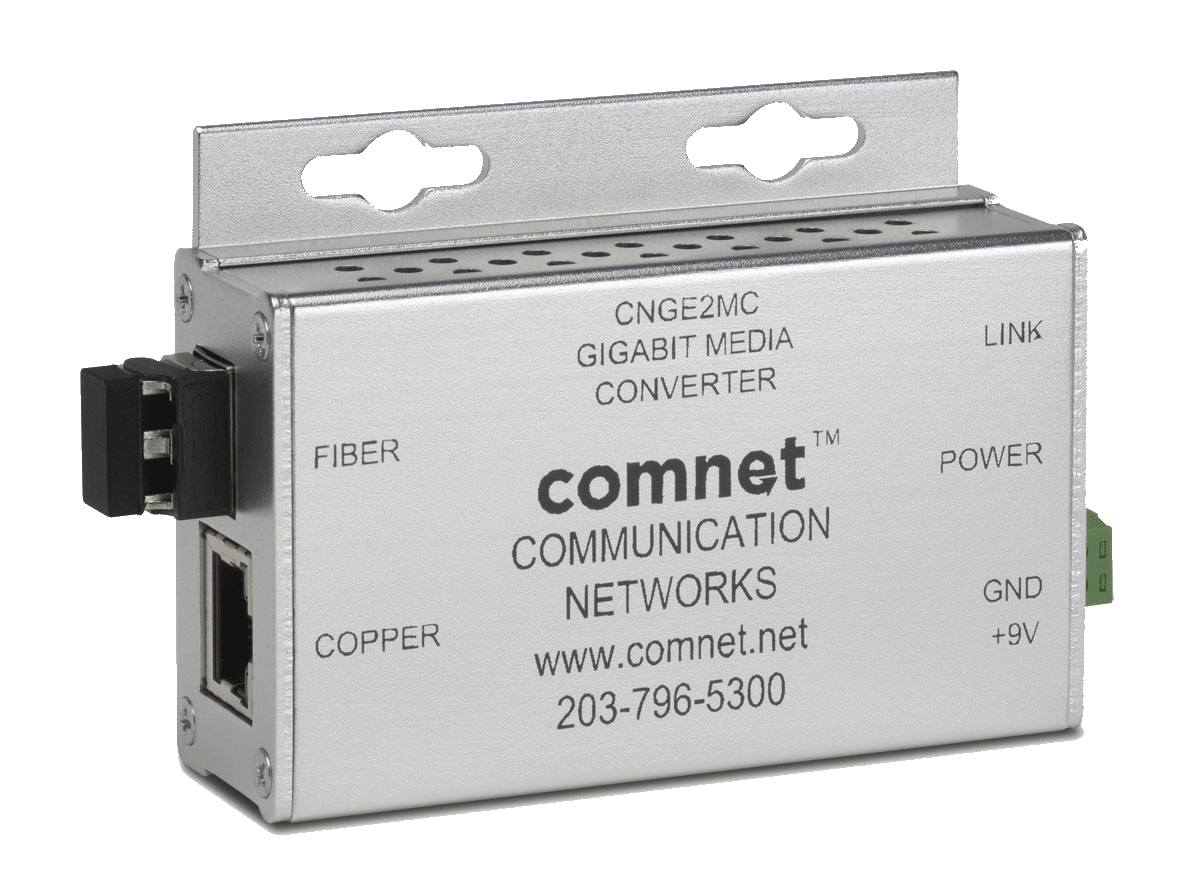 CNGE2MC
GIGABIT MEDIA
CONVERTER
LINK
FIBER
comnet™
POWER
COMMUNICATION
NETWORKS
COPPER
www.comnet.net
203-796-5300
GND
+9V